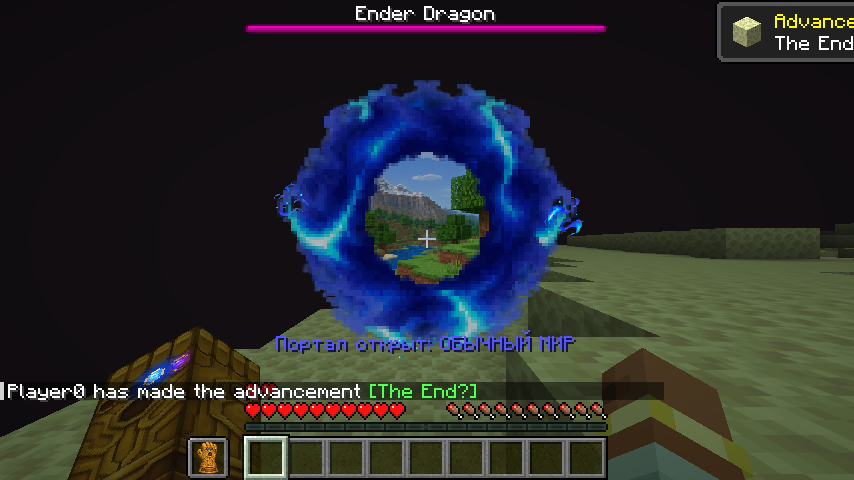 Ender Dragon
Advance
The End
Портал открыт: ОБЫЧНЫЙ МИР
Player0 has made the advancement [The End?]